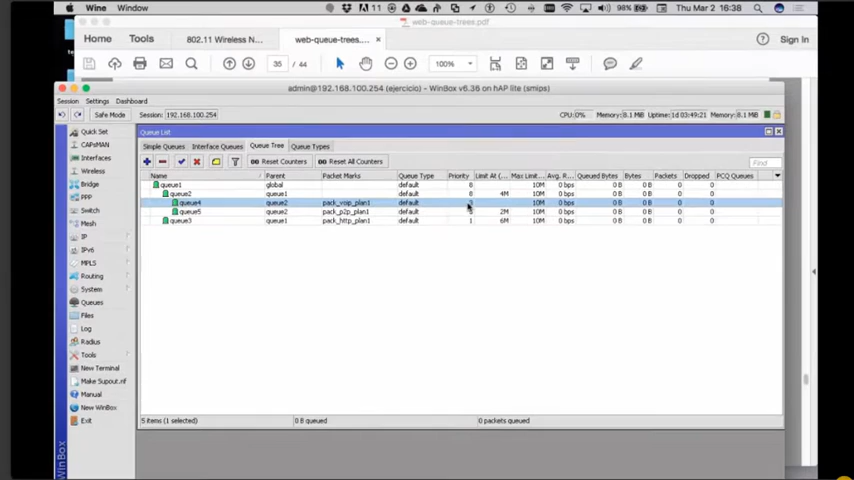 Wine Window 11 98% Thu Mar 2 16:38
web-queue-trees.pdf
Home Tools 802.11 Wireless N... web-queue-trees.... × Sign In
35 / 44 100%
admin@192.168.100.254 (ejercicio) - WinBox v6.36 on hAP lite (smips)
Session Settings Dashboard
Safe Mode Session: 192.168.100.254 CPU:0% Memory:8.1 MiB Uptime:1d 03:49:21 Memory:8.1 MiB
Quick Set
CAPsMAN
Interfaces
Wireless
Bridge
PPP
Switch
Mesh
IP
IPv6
MPLS
Routing
System
Queues
Files
Log
Radius
Tools
New Terminal
Make Supout.rif
Manual
New WinBox
Exit
WinBox
Queue List
Simple Queues Interface Queues Queue Tree Queue Types
00 Reset Counters 00 Reset All Counters Find
Name Parent Packet Marks Queue Type Priority Limit At (... Max Limit... Avg. R... Queued Bytes Bytes Packets Dropped PCQ Queues
queue1 global default 8 10M 0 bps 0 B 0 B 0 0
queue2 queue1 default 8 4M 10M 0 bps 0 B 0 B 0 0
queue4 queue2 pack_voip_plan1 default 10M 0 bps 0 B 0 B 0 0
queue5 queue2 pack_p2p_plan1 default 2M 10M 0 bps 0 B 0 B 0 0
queue3 queue1 pack_http_plan1 default 1 6M 10M 0 bps 0 B 0 B 0 0
5 items (1 selected) 0 B queued 0 packets queued